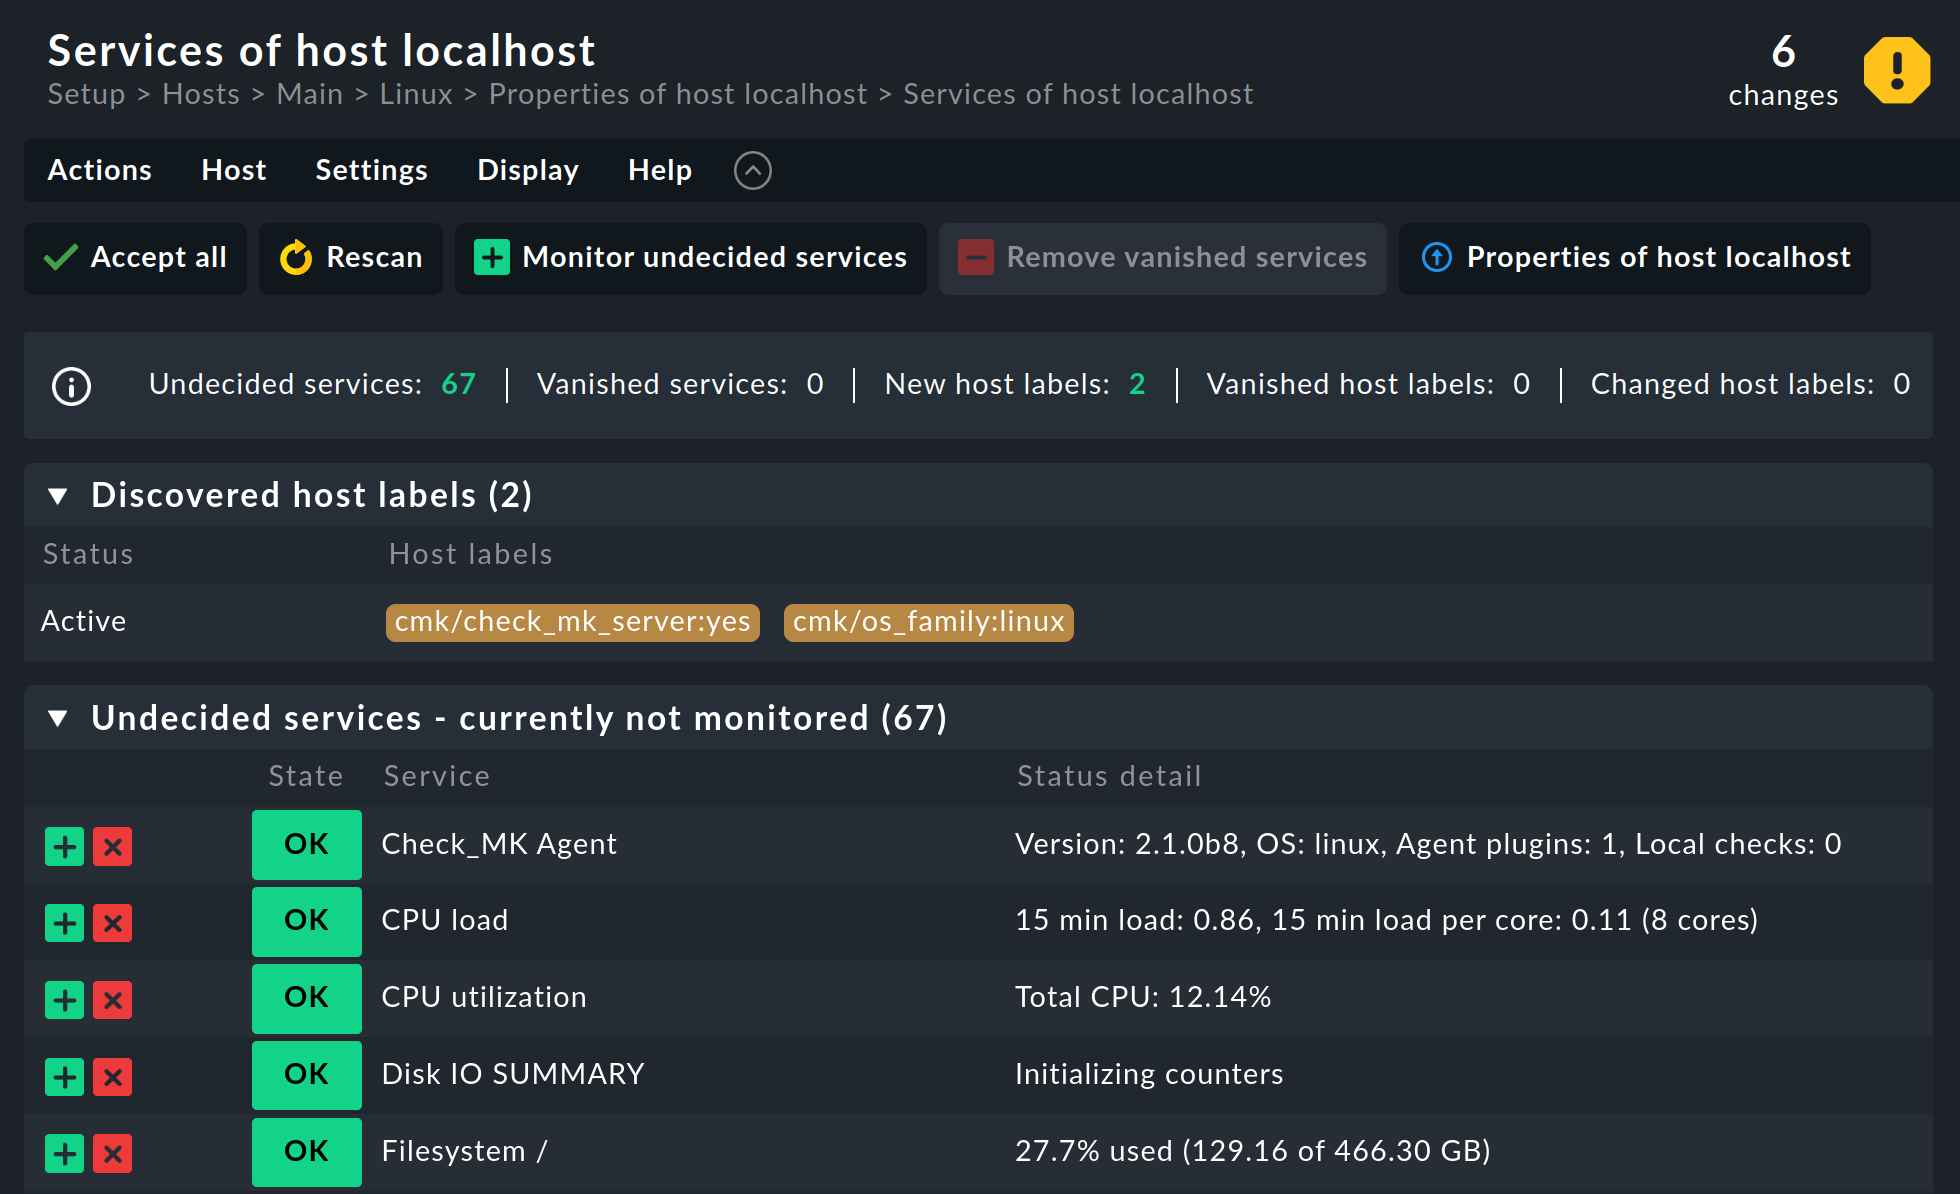 Services of host localhost
Setup > Hosts > Main > Linux > Properties of host localhost > Services of host localhost
6
changes
Actions Host Settings Display Help
Accept all Rescan Monitor undecided services Remove vanished services Properties of host localhost
Undecided services: 67 | Vanished services: 0 | New host labels: 2 | Vanished host labels: 0 | Changed host labels: 0
Discovered host labels (2)
Status Host labels
Active cmk/check_mk_server:yes cmk/os_family:linux
Undecided services - currently not monitored (67)
State Service Status detail
OK Check_MK Agent Version: 2.1.0b8, OS: linux, Agent plugins: 1, Local checks: 0
OK CPU load 15 min load: 0.86, 15 min load per core: 0.11 (8 cores)
OK CPU utilization Total CPU: 12.14%
OK Disk IO SUMMARY Initializing counters
OK Filesystem / 27.7% used (129.16 of 466.30 GB)